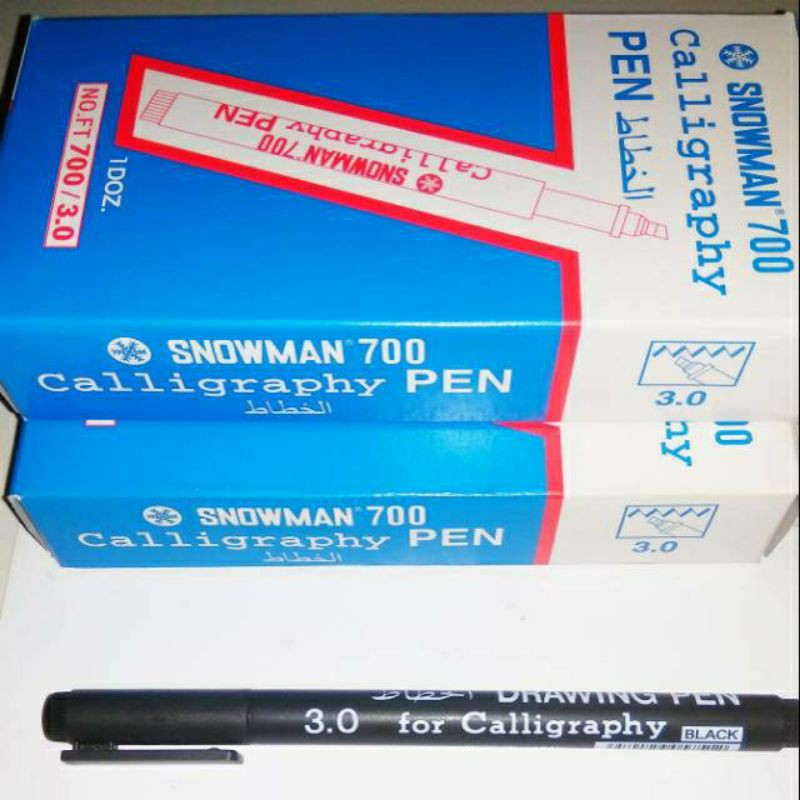 SNOWMAN® 700
Calligraphy
PEN الخطاط
SNOWMAN® 700
Calligraphy PEN
1 DOZ.
NO.FT 700 / 3.0
SNOWMAN® 700
Calligraphy PEN
الخطاط
3.0
00
hy
SNOWMAN® 700
Calligraphy PEN
الخطاط
3.0
الخطاط DRAWING PEN
3.0 for Calligraphy BLACK